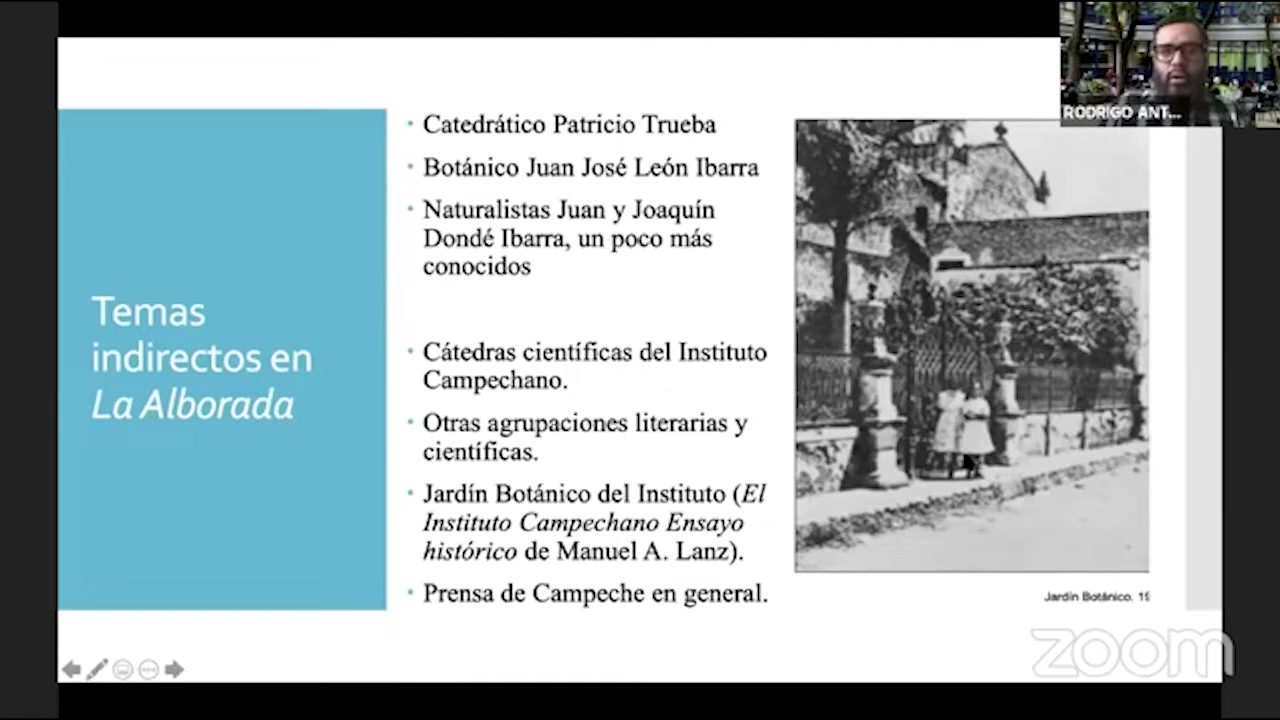 RODRIGO ANT...
Temas
indirectos en
La Alborada
• Catedrático Patricio Trueba
• Botánico Juan José León Ibarra
• Naturalistas Juan y Joaquín
Dondé Ibarra, un poco más
conocidos
• Cátedras científicas del Instituto
Campechano.
• Otras agrupaciones literarias y
científicas.
• Jardín Botánico del Instituto (El
Instituto Campechano Ensayo
histórico de Manuel A. Lanz).
• Prensa de Campeche en general.
Jardín Botánico. 19
zoom